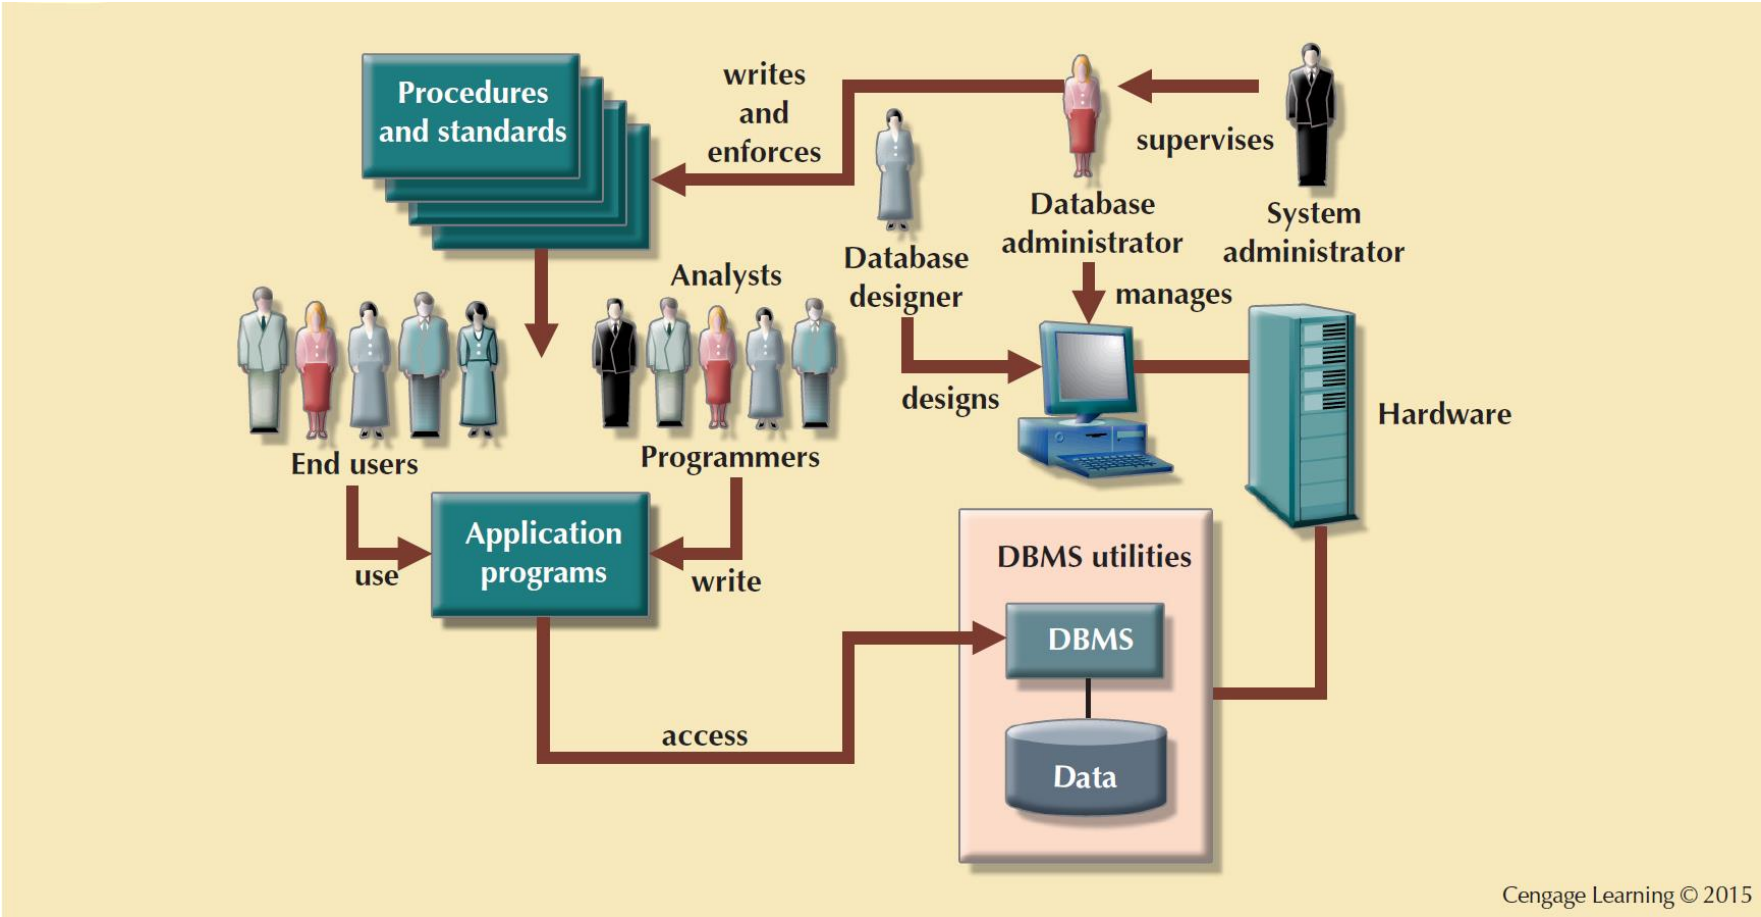 Procedures
and standards
writes
and
enforces
supervises
Database
administrator
System
administrator
Database
designer
Analysts
manages
designs
Hardware
End users
Programmers
Application
programs
use
write
DBMS utilities
DBMS
access
Data
Cengage Learning © 2015